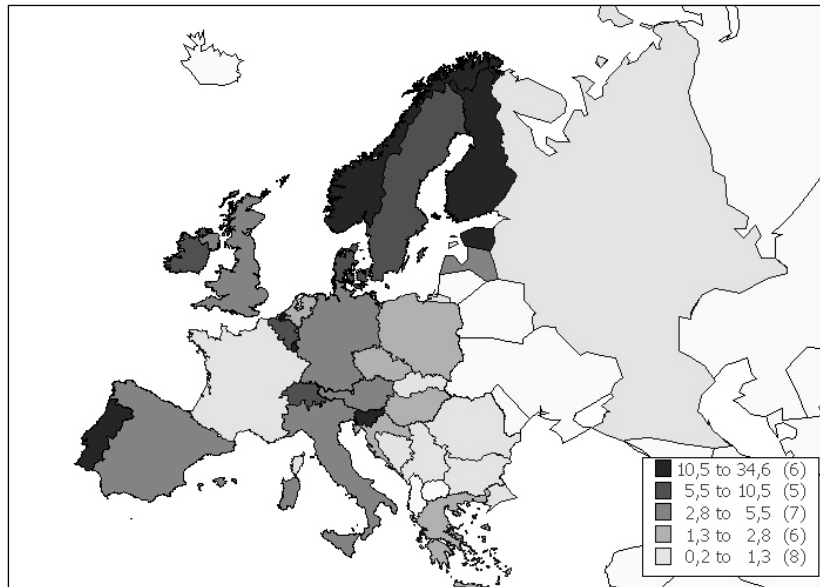 10,5 to 34,6 (6)
5,5 to 10,5 (5)
2,8 to 5,5 (7)
1,3 to 2,8 (6)
0,2 to 1,3 (8)